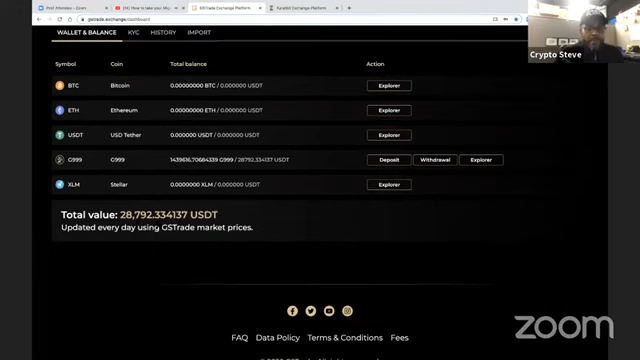 Post Attendee - Zoom
GSTrade Exchange Platform
Karatbit Exchange Platform
gstrade.exchange/dashboard
Crypto Steve
WALLET & BALANCE KYC HISTORY IMPORT
Symbol Coin Total balance Action
BTC Bitcoin 0.00000000 BTC / 0.000000 USDT Explorer
ETH Ethereum 0.00000000 ETH / 0.000000 USDT Explorer
USDT USD Tether 0.000000 USDT / 0.000000 USDT Explorer
G999 G999 1439616.70684339 G999 / 28792.334137 USDT Deposit Withdrawal Explorer
XLM Stellar 0.0000000 XLM / 0.000000 USDT Explorer
Total value: 28,792.334137 USDT
Updated every day using GSTrade market prices.
zoom
FAQ Data Policy Terms & Conditions Fees